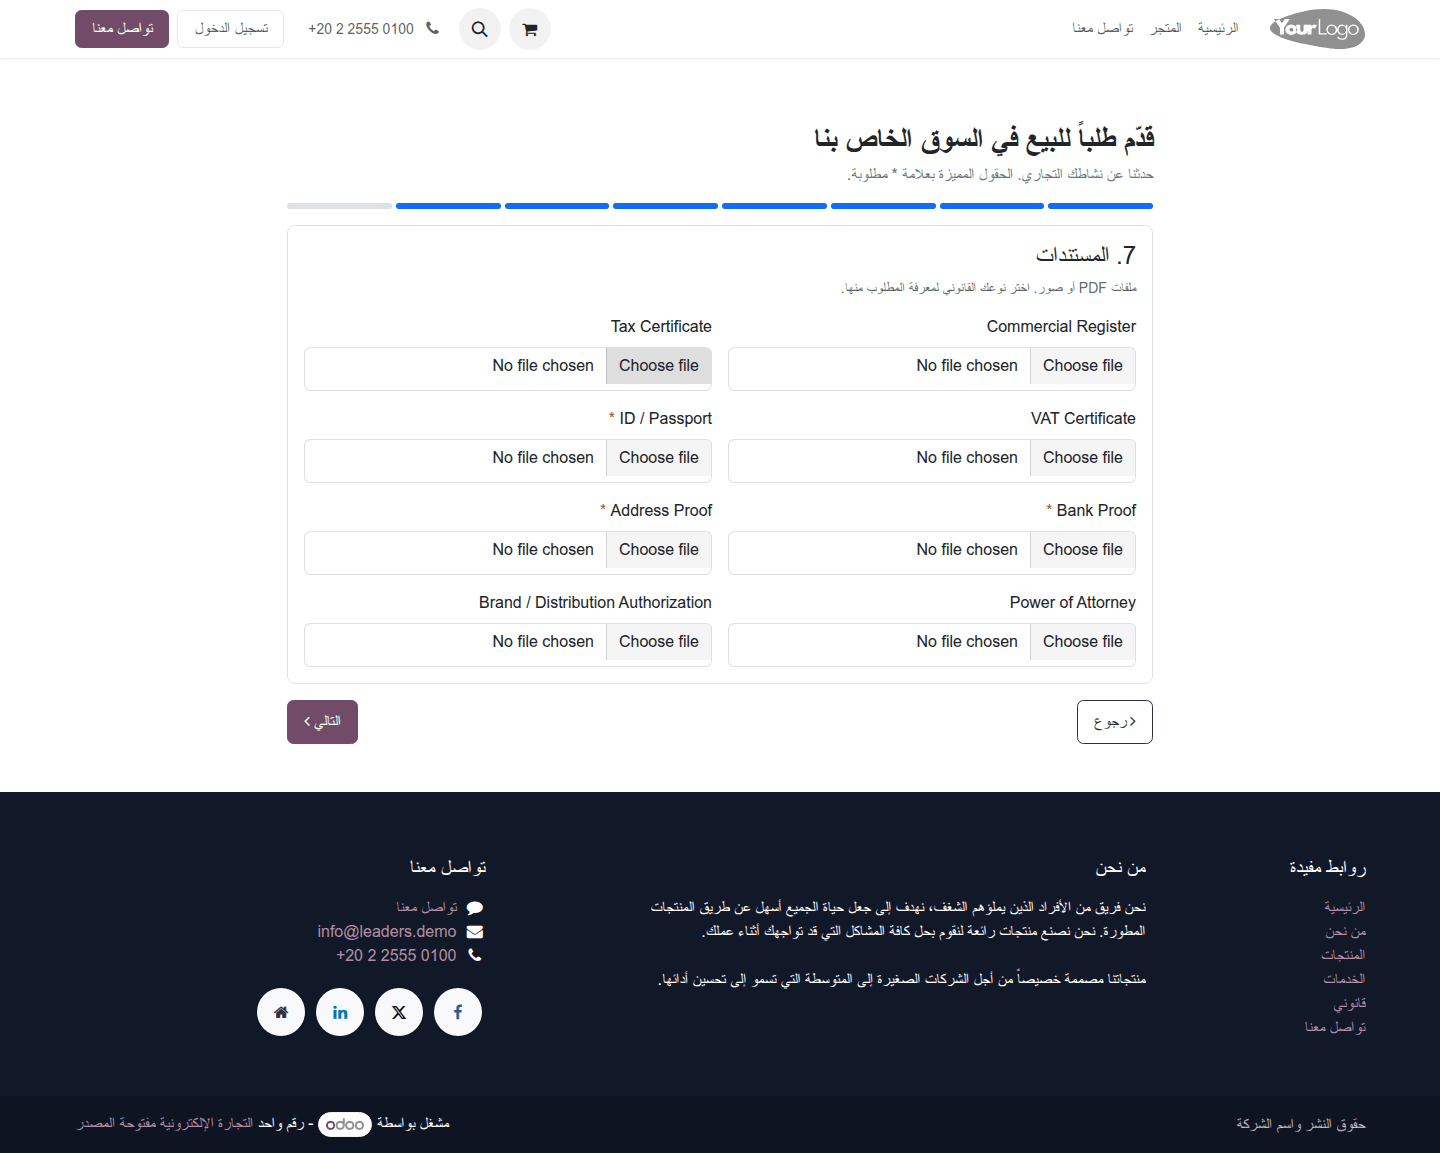 YourLogo
الرئيسية
المتجر
تواصل معنا
+20 2 2555 0100
تسجيل الدخول
تواصل معنا
قدّم طلباً للبيع في السوق الخاص بنا
حدثنا عن نشاطك التجاري. الحقول المميزة بعلامة * مطلوبة.
7. المستندات
ملفات PDF أو صور. اختر نوعك القانوني لمعرفة المطلوب منها.
Commercial Register
Choose file No file chosen
Tax Certificate
Choose file No file chosen
VAT Certificate
Choose file No file chosen
ID / Passport *
Choose file No file chosen
Bank Proof *
Choose file No file chosen
Address Proof *
Choose file No file chosen
Power of Attorney
Choose file No file chosen
Brand / Distribution Authorization
Choose file No file chosen
رجوع
التالي
روابط مفيدة
الرئيسية
من نحن
المنتجات
الخدمات
قانوني
تواصل معنا
من نحن
نحن فريق من الأفراد الذين يملؤهم الشغف، نهدف إلى جعل حياة الجميع أسهل عن طريق المنتجات
المطورة. نحن نصنع منتجات رائعة لنقوم بحل كافة المشاكل التي قد تواجهك أثناء عملك.
منتجاتنا مصممة خصيصاً من أجل الشركات الصغيرة إلى المتوسطة التي تسمو إلى تحسين أدائها.
تواصل معنا
تواصل معنا
info@leaders.demo
+20 2 2555 0100
حقوق النشر واسم الشركة
مشغل بواسطة odoo - رقم واحد التجارة الإلكترونية مفتوحة المصدر